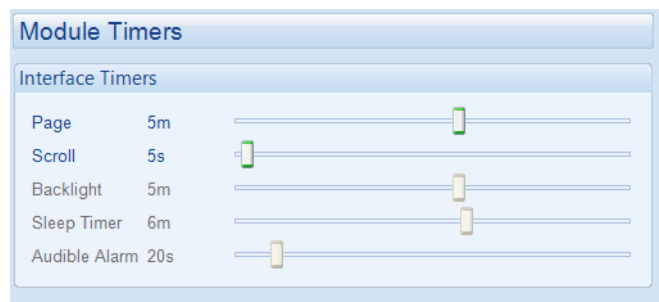 Module Timers
Interface Timers
Page 5m
Scroll 5s
Backlight 5m
Sleep Timer 6m
Audible Alarm 20s